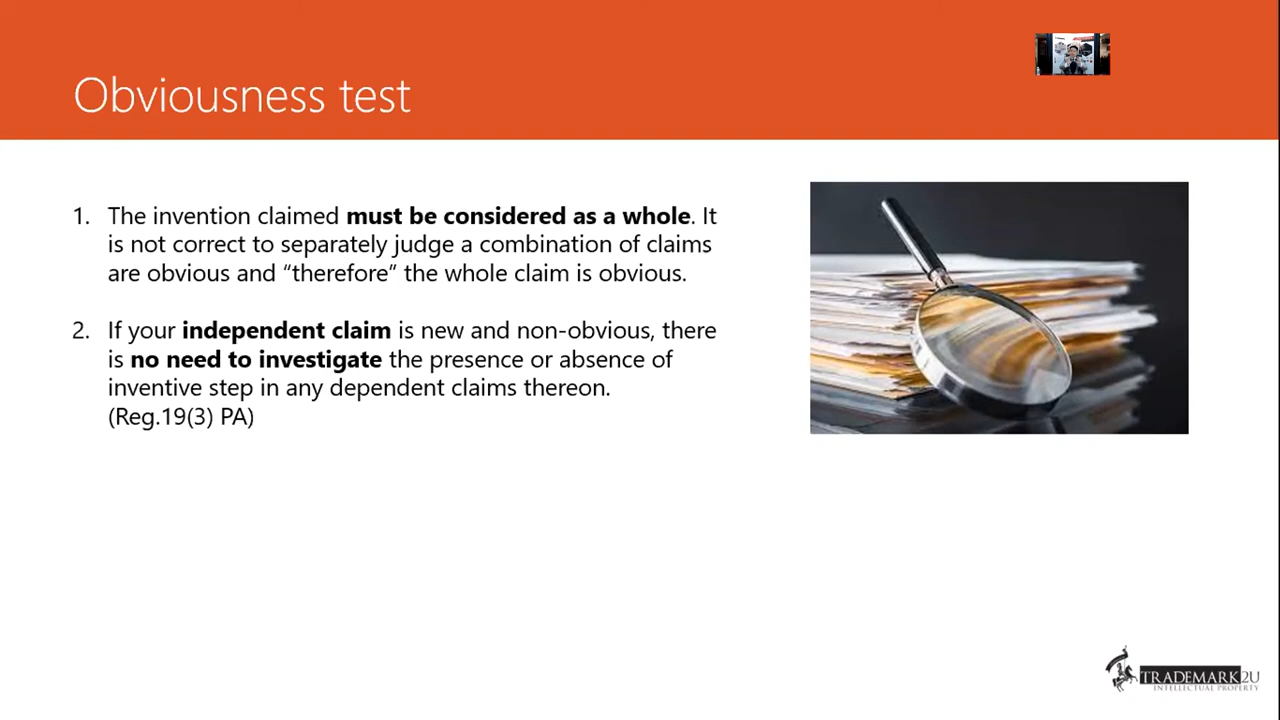 Obviousness test
1. The invention claimed must be considered as a whole. It
is not correct to separately judge a combination of claims
are obvious and “therefore” the whole claim is obvious.
2. If your independent claim is new and non-obvious, there
is no need to investigate the presence or absence of
inventive step in any dependent claims thereon.
(Reg.19(3) PA)
TRADEMARK2U
INTELLECTUAL PROPERTY